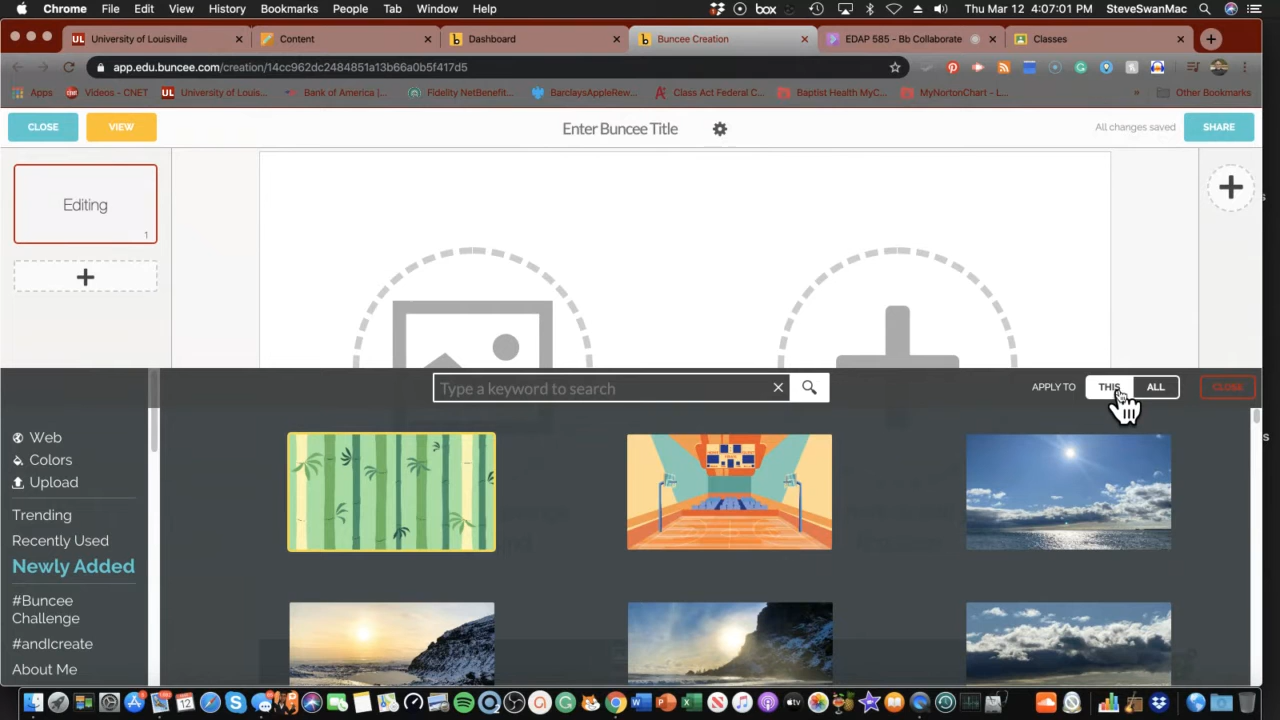 Chrome File Edit View History Bookmarks People Tab Window Help box Thu Mar 12 4:07:01 PM SteveSwanMac
UL University of Louisville Content Dashboard Buncee Creation EDAP 585 - Bb Collaborate Classes
app.edu.buncee.com/creation/14cc962dc2484851a13b66a0b5f417d5
Apps Videos - CNET UL University of Louis... Bank of America |... Fidelity NetBenefit... BarclaysAppleRew... Class Act Federal C... Baptist Health MyC... MyNortonChart - L... » Other Bookmarks
CLOSE VIEW Enter Buncee Title All changes saved SHARE
Editing
1
Type a keyword to search APPLY TO THIS ALL CLOSE
Web
Colors
Upload
Trending
Recently Used
Newly Added
#Buncee
Challenge
#andIcreate
About Me